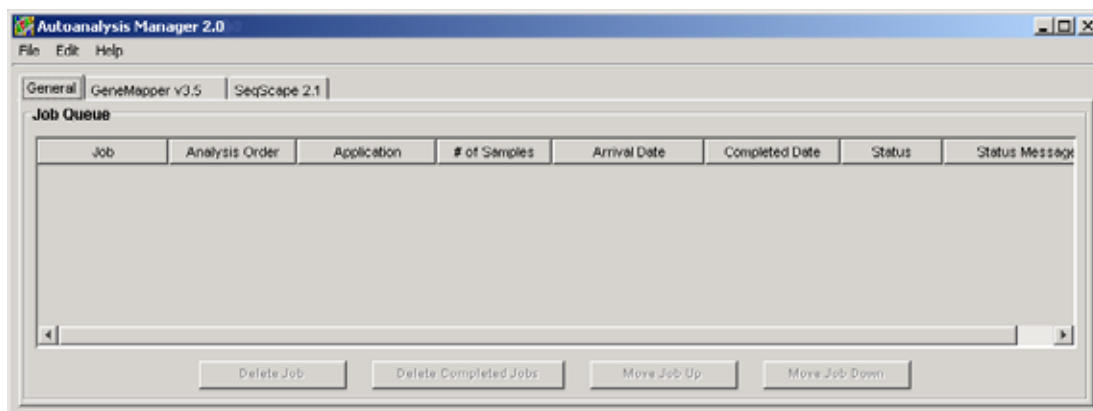 Autoanalysis Manager 2.0
File Edit Help
General GeneMapper v3.5 SeqScape 2.1
Job Queue
Job Analysis Order Application # of Samples Arrival Date Completed Date Status Status Message
Delete Job Delete Completed Jobs Move Job Up Move Job Down